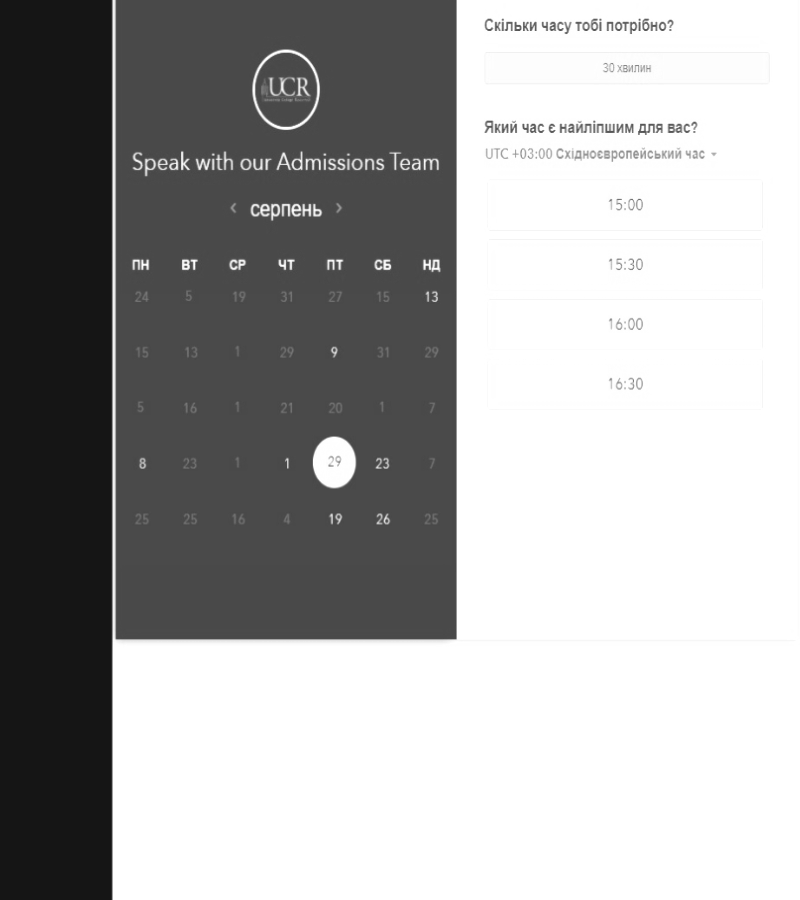 UCR
Speak with our Admissions Team
серпень
ПН ВТ СР ЧТ ПТ СБ НД
24 5 19 31 27 15 13
15 13 1 29 9 31 29
5 16 1 21 20 1 7
8 23 1 1 29 23 7
25 25 16 4 19 26 25
Скільки часу тобі потрібно?
30 хвилин
Який час є найліпшим для вас?
UTC +03:00 Східноєвропейський час
15:00
15:30
16:00
16:30